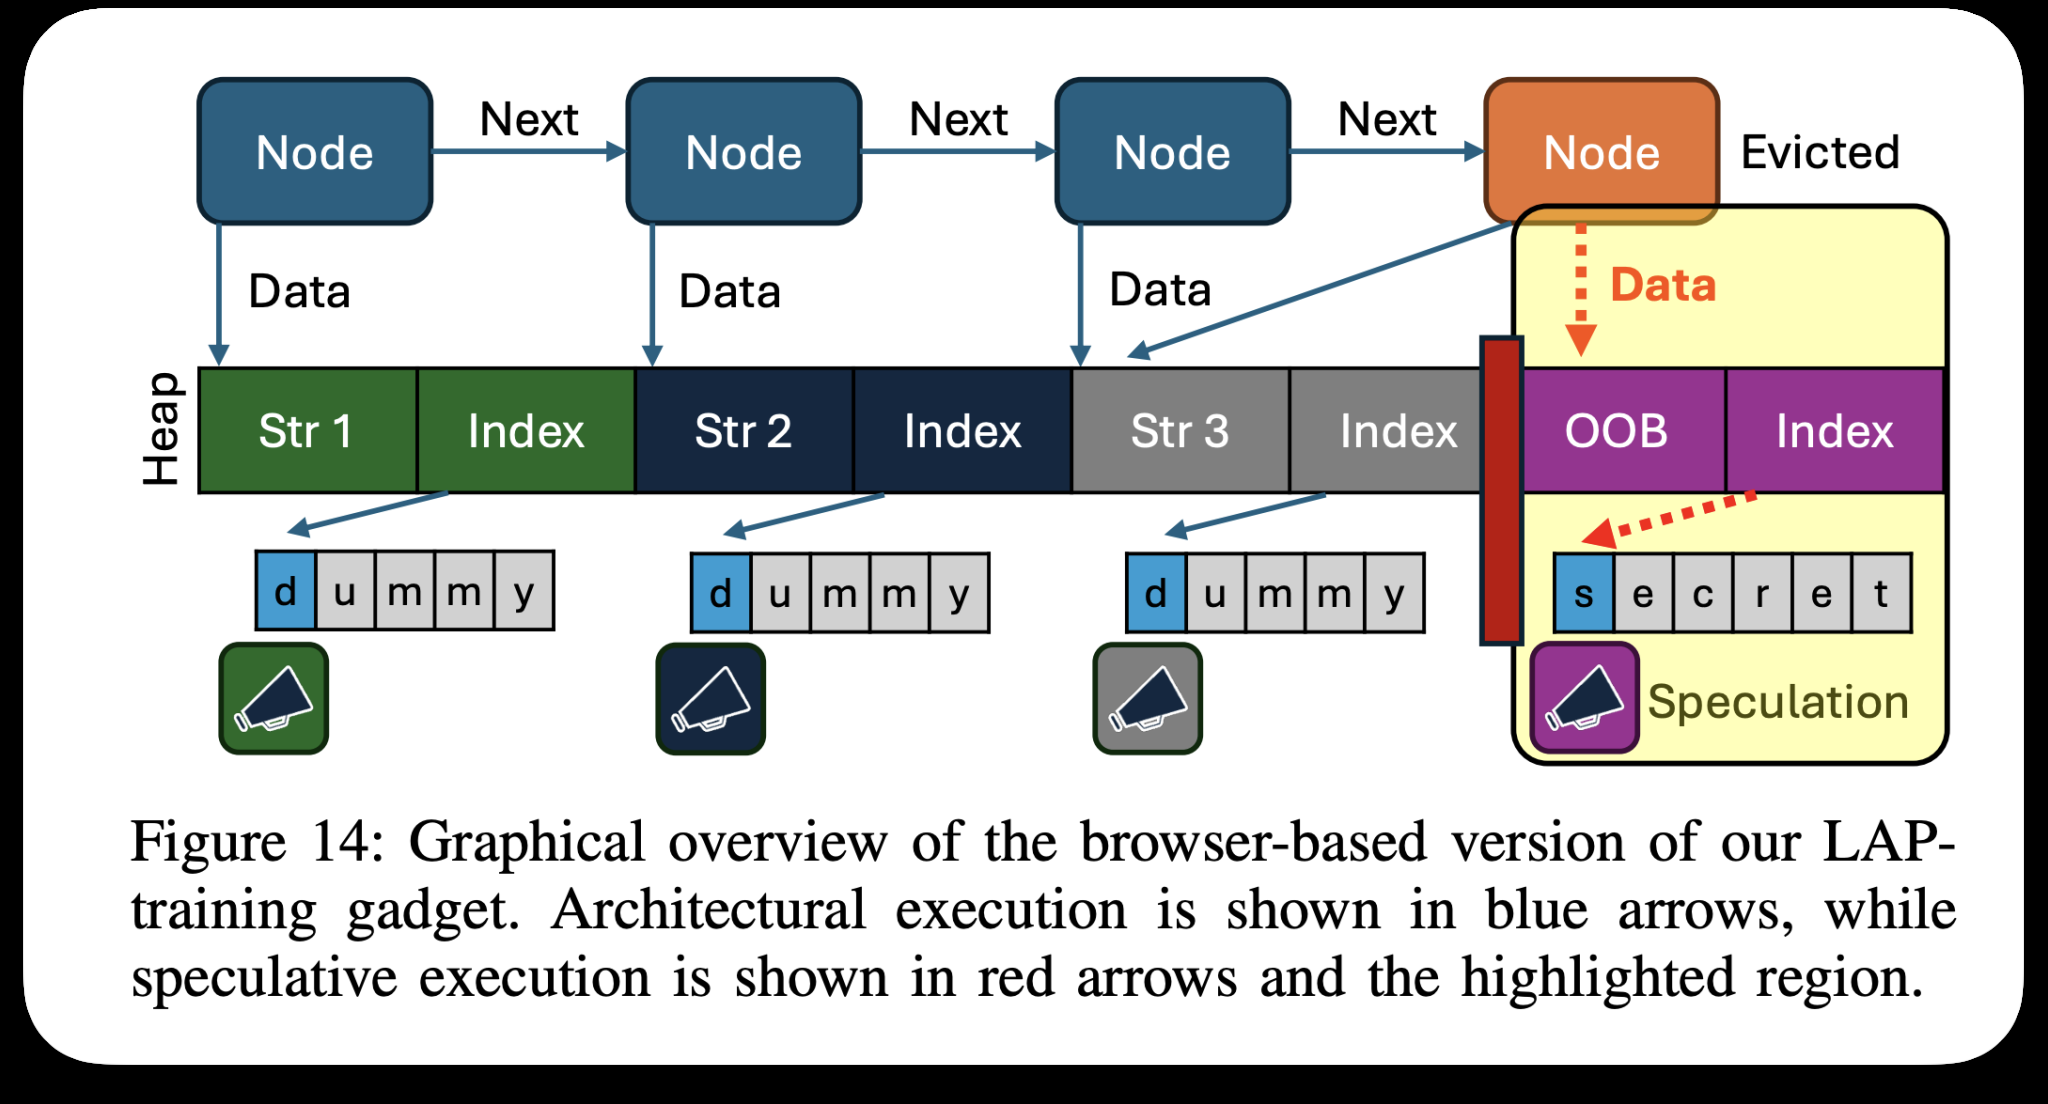 Node Next Node Next Node Next Node Evicted
Data Data Data Data
Heap
Str 1 Index Str 2 Index Str 3 Index OOB Index
d u m m y d u m m y d u m m y s e c r e t
Speculation
Figure 14: Graphical overview of the browser-based version of our LAP-
training gadget. Architectural execution is shown in blue arrows, while
speculative execution is shown in red arrows and the highlighted region.